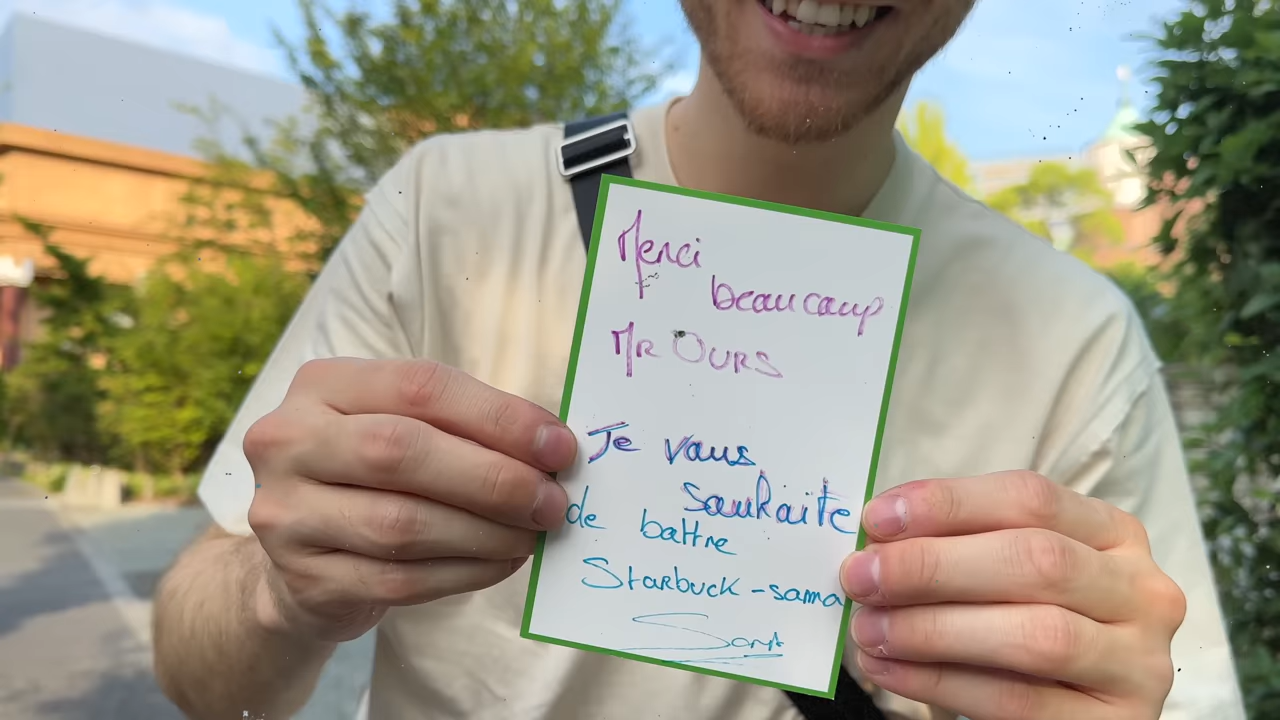 Merci
beaucoup
Mr OURS
Je vous
souhaite
de battre
Starbuck-sama